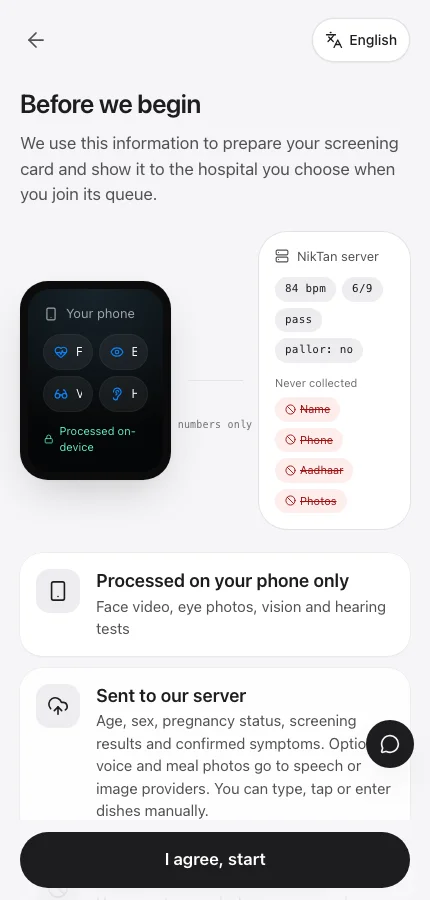 English
Before we begin
We use this information to prepare your screening
card and show it to the hospital you choose when
you join its queue.
Your phone
F
E
V
H
Processed on-
device
numbers only
NikTan server
84 bpm
6/9
pass
pallor: no
Never collected
Name
Phone
Aadhaar
Photos
Processed on your phone only
Face video, eye photos, vision and hearing
tests
Sent to our server
Age, sex, pregnancy status, screening
results and confirmed symptoms. Optio
voice and meal photos go to speech or
image providers. You can type, tap or enter
dishes manually.
I agree, start